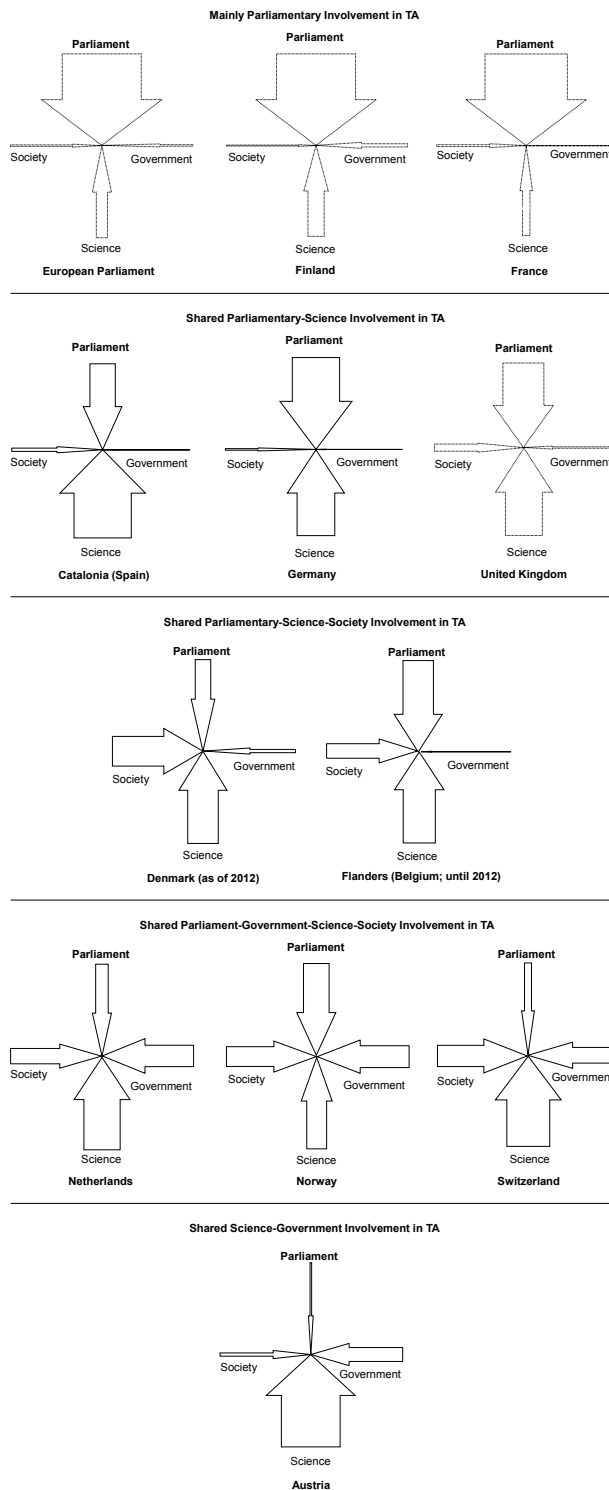 Mainly Parliamentary Involvement in TA
Parliament
Parliament
Parliament
Society
Government
Society
Government
Society
Government
Science
Science
Science
European Parliament
Finland
France
Shared Parliamentary-Science Involvement in TA
Parliament
Parliament
Parliament
Society
Government
Society
Government
Society
Government
Science
Science
Science
Catalonia (Spain)
Germany
United Kingdom
Shared Parliamentary-Science-Society Involvement in TA
Parliament
Parliament
Society
Government
Society
Government
Science
Science
Denmark (as of 2012)
Flanders (Belgium; until 2012)
Shared Parliament-Government-Science-Society Involvement in TA
Parliament
Parliament
Parliament
Society
Government
Society
Government
Society
Government
Science
Science
Science
Netherlands
Norway
Switzerland
Shared Science-Government Involvement in TA
Parliament
Society
Government
Science
Austria